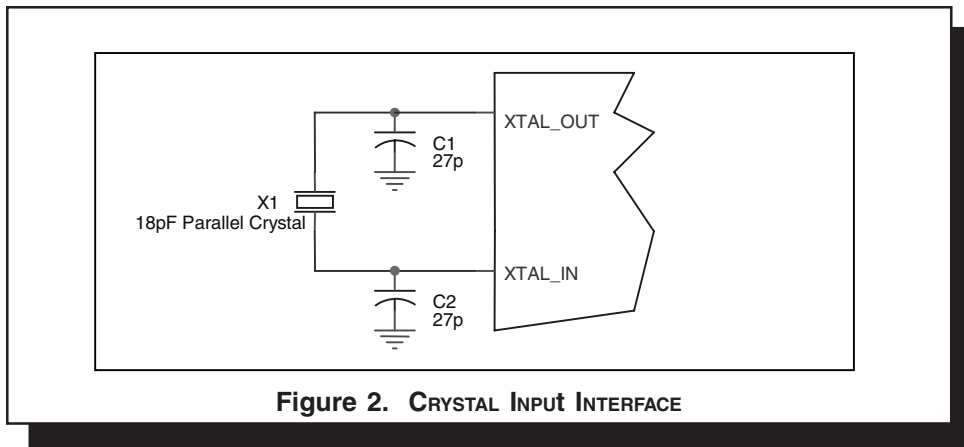 XTAL_OUT
C1
27p
X1
18pF Parallel Crystal
XTAL_IN
C2
27p
Figure 2. CRYSTAL INPUt INTERFACE